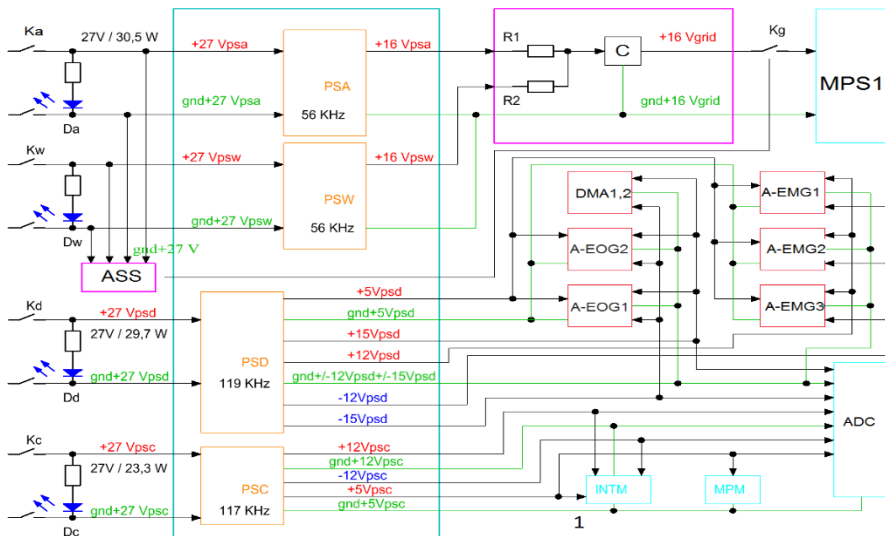 Ka
27V / 30,5 W
+27 Vpsa
+16 Vpsa
R1
C
+16 Vgrid
Kg
MPS1
PSA
R2
gnd+27 Vpsa
56 KHz
gnd+16 Vgrid
Da
Kw
+27 Vpsw
+16 Vpsw
PSW
gnd+27 Vpsw
56 KHz
Dw
gnd+27 V
ASS
DMA1,2
A-EMG1
A-EOG2
A-EMG2
A-EOG1
A-EMG3
Kd
+27 Vpsd
27V / 29,7 W
gnd+27 Vpsd
Dd
PSD
119 KHz
+5Vpsd
gnd+5Vpsd
+15Vpsd
+12Vpsd
gnd+/-12Vpsd+/-15Vpsd
-12Vpsd
-15Vpsd
ADC
Kc
+27 Vpsc
27V / 23,3 W
gnd+27 Vpsc
Dc
PSC
117 KHz
+12Vpsc
gnd+12Vpsc
-12Vpsc
+5Vpsc
gnd+5Vpsc
INTM
MPM
1